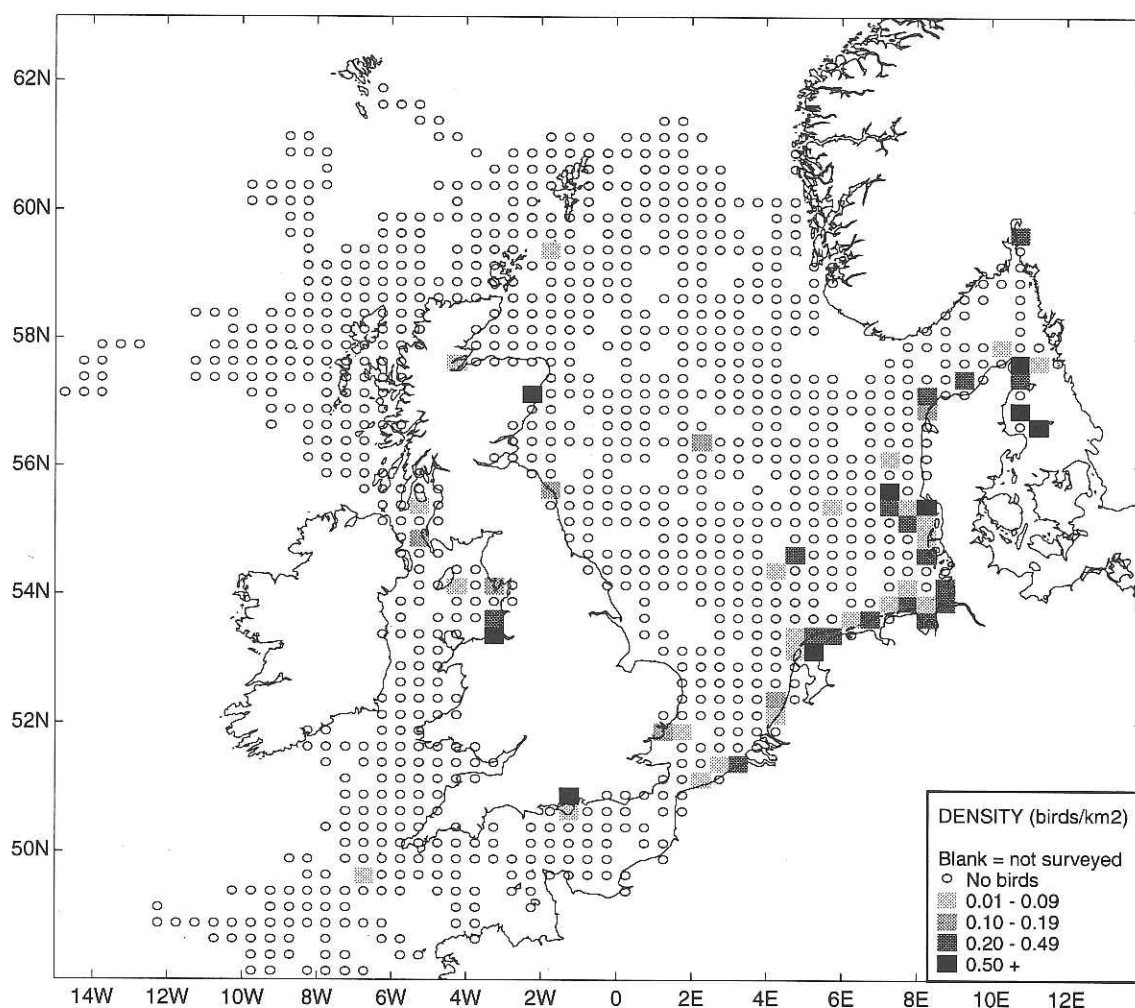 62N
60N
58N
56N
54N
52N
50N
DENSITY (birds/km2)
Blank = not surveyed
No birds
0.01 - 0.09
0.10 - 0.19
0.20 - 0.49
0.50 +
14W 12W 10W 8W 6W 4W 2W 0 2E 4E 6E 8E 10E 12E